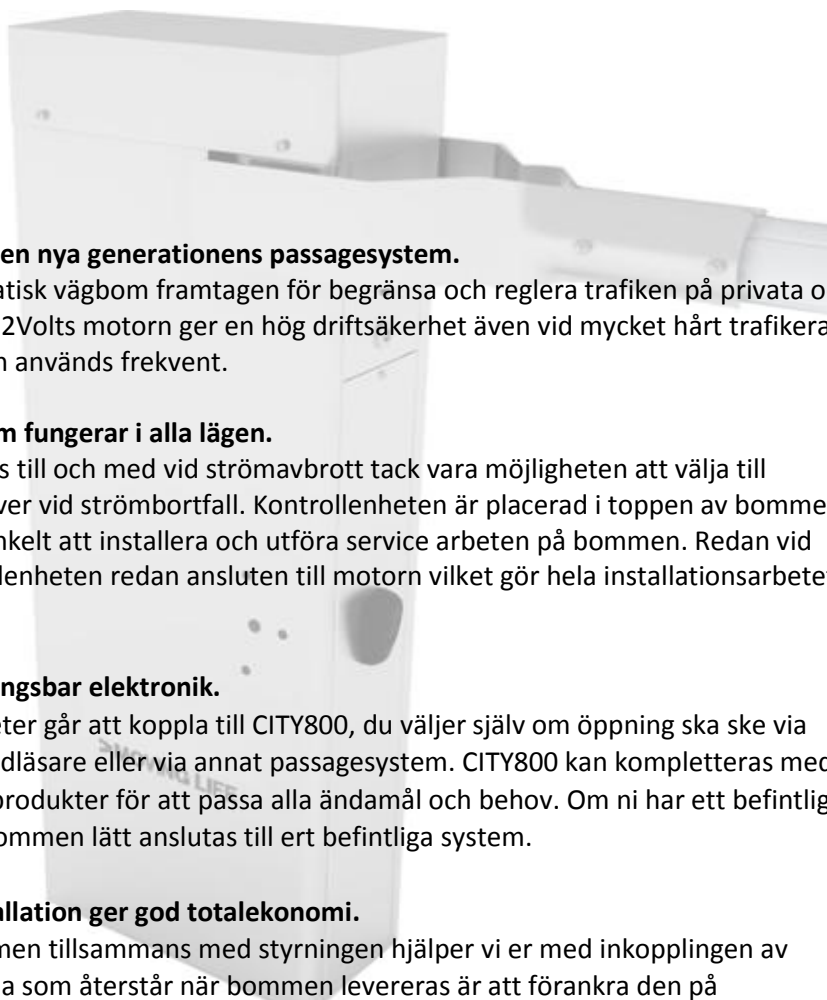 en nya generationens passagesystem.
atisk vägbom framtagen för begränsa och reglera trafiken på privata o
2Volts motorn ger en hög driftsäkerhet även vid mycket hårt trafikera
n används frekvent.
m fungerar i alla lägen.
s till och med vid strömavbrott tack vara möjligheten att välja till
ver vid strömbortfall. Kontrollenheten är placerad i toppen av bomme
nkelt att installera och utföra service arbeten på bommen. Redan vid
lenheten redan ansluten till motorn vilket gör hela installationsarbete
ngsbar elektronik.
eter går att koppla till CITY800, du väljer själv om öppning ska ske via
dläsare eller via annat passagesystem. CITY800 kan kompletteras med
produkter för att passa alla ändamål och behov. Om ni har ett befintlig
ommen lätt anslutas till ert befintliga system.
MOVING LIFE
allation ger god totalekonomi.
men tillsammans med styrningen hjälper vi er med inkopplingen av
a som återstår när bommen levereras är att förankra den på